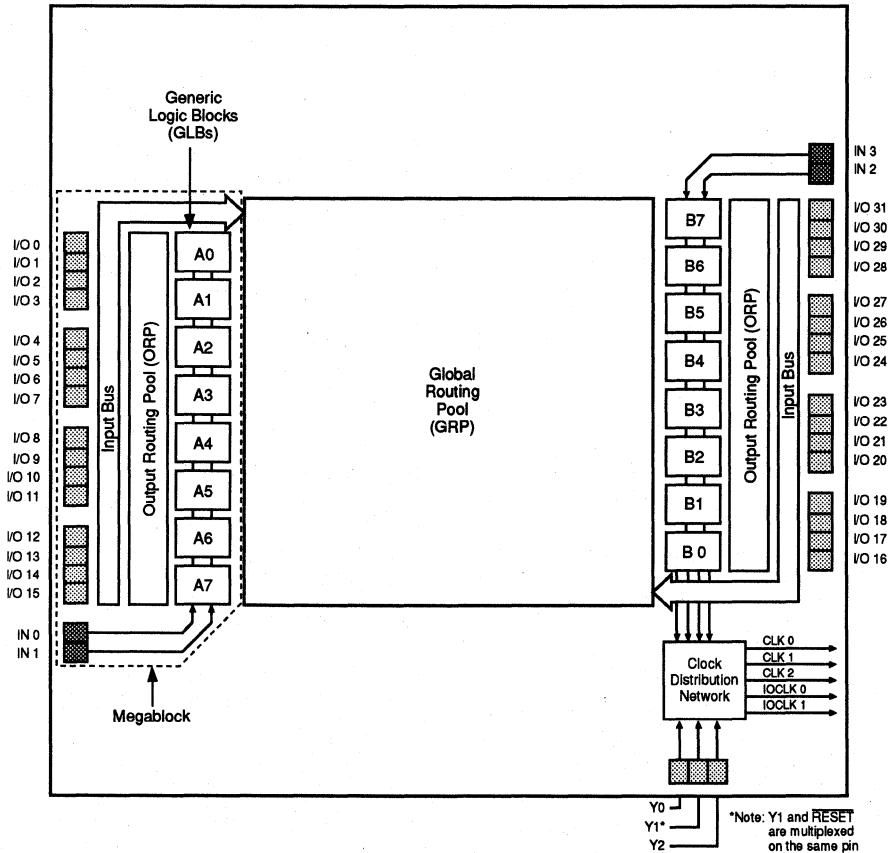 Generic
Logic Blocks
(GLBs)
IN 3
IN 2
I/O 0
I/O 1
I/O 2
I/O 3
I/O 4
I/O 5
I/O 6
I/O 7
I/O 8
I/O 9
I/O 10
I/O 11
I/O 12
I/O 13
I/O 14
I/O 15
IN 0
IN 1
Input Bus
Output Routing Pool (ORP)
A0
A1
A2
A3
A4
A5
A6
A7
Megablock
Global
Routing
Pool
(GRP)
B7
B6
B5
B4
B3
B2
B1
B 0
Output Routing Pool (ORP)
Input Bus
I/O 31
I/O 30
I/O 29
I/O 28
I/O 27
I/O 26
I/O 25
I/O 24
I/O 23
I/O 22
I/O 21
I/O 20
I/O 19
I/O 18
I/O 17
I/O 16
Clock
Distribution
Network
CLK 0
CLK 1
CLK 2
IOCLK 0
IOCLK 1
Y0
Y1*
Y2
*Note: Y1 and RESET
are multiplexed
on the same pin